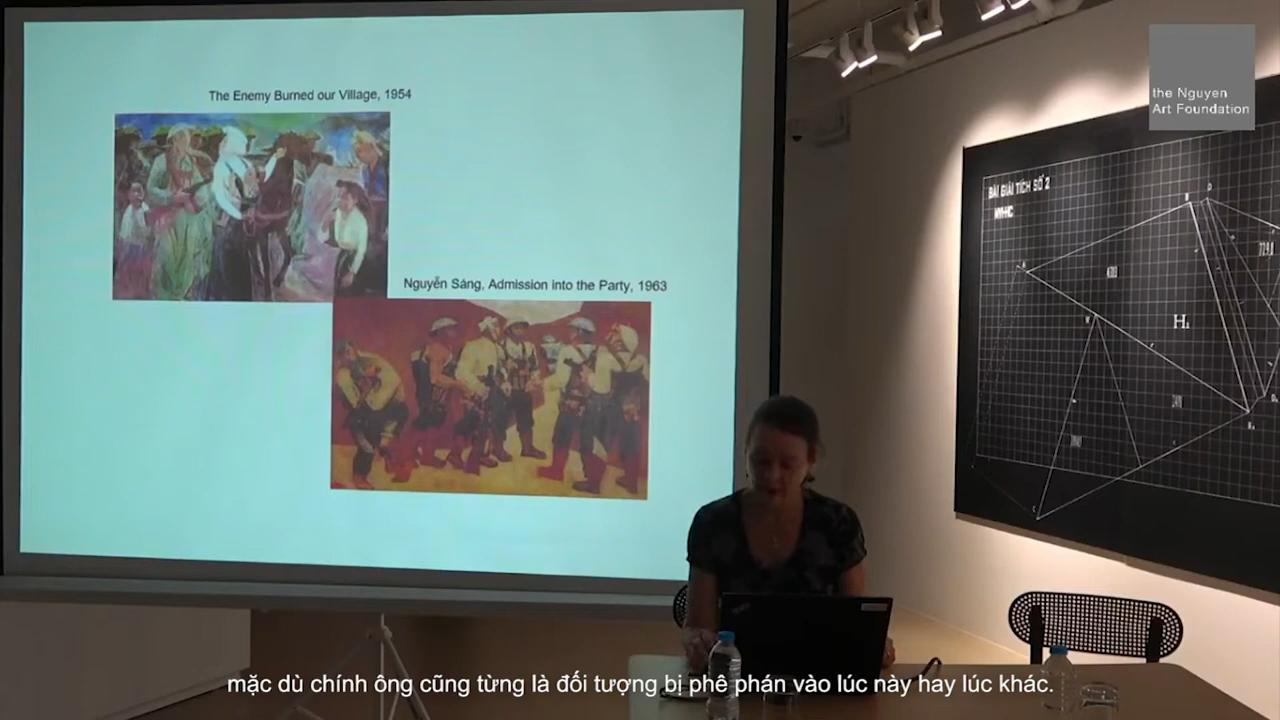 The Enemy Burned our Village, 1954
Nguyễn Sáng, Admission into the Party, 1963
the Nguyen
Art Foundation
BÀI GIẢI TÍCH SỐ 2
H
mặc dù chính ông cũng từng là đối tượng bị phê phán vào lúc này hay lúc khác.